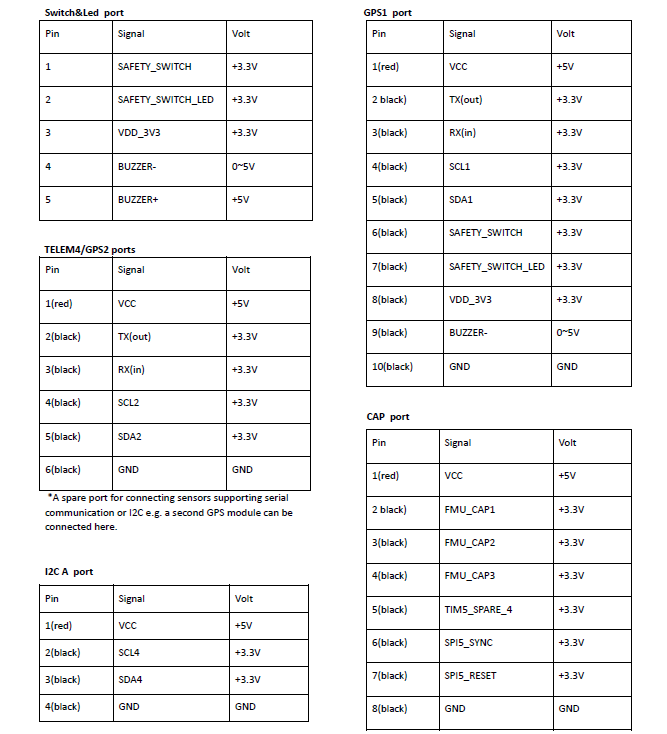 Switch&Led port
Pin Signal Volt
1 SAFETY_SWITCH +3.3V
2 SAFETY_SWITCH_LED +3.3V
3 VDD_3V3 +3.3V
4 BUZZER- 0~5V
5 BUZZER+ +5V
TELEM4/GPS2 ports
Pin Signal Volt
1(red) VCC +5V
2(black) TX(out) +3.3V
3(black) RX(in) +3.3V
4(black) SCL2 +3.3V
5(black) SDA2 +3.3V
6(black) GND GND
*A spare port for connecting sensors supporting serial
communication or I2C e.g. a second GPS module can be
connected here.
I2C A port
Pin Signal Volt
1(red) VCC +5V
2(black) SCL4 +3.3V
3(black) SDA4 +3.3V
4(black) GND GND
GPS1 port
Pin Signal Volt
1(red) VCC +5V
2 black) TX(out) +3.3V
3(black) RX(in) +3.3V
4(black) SCL1 +3.3V
5(black) SDA1 +3.3V
6(black) SAFETY_SWITCH +3.3V
7(black) SAFETY_SWITCH_LED +3.3V
8(black) VDD_3V3 +3.3V
9(black) BUZZER- 0~5V
10(black) GND GND
CAP port
Pin Signal Volt
1(red) VCC +5V
2 black) FMU_CAP1 +3.3V
3(black) FMU_CAP2 +3.3V
4(black) FMU_CAP3 +3.3V
5(black) TIM5_SPARE_4 +3.3V
6(black) SPI5_SYNC +3.3V
7(black) SPI5_RESET +3.3V
8(black) GND GND